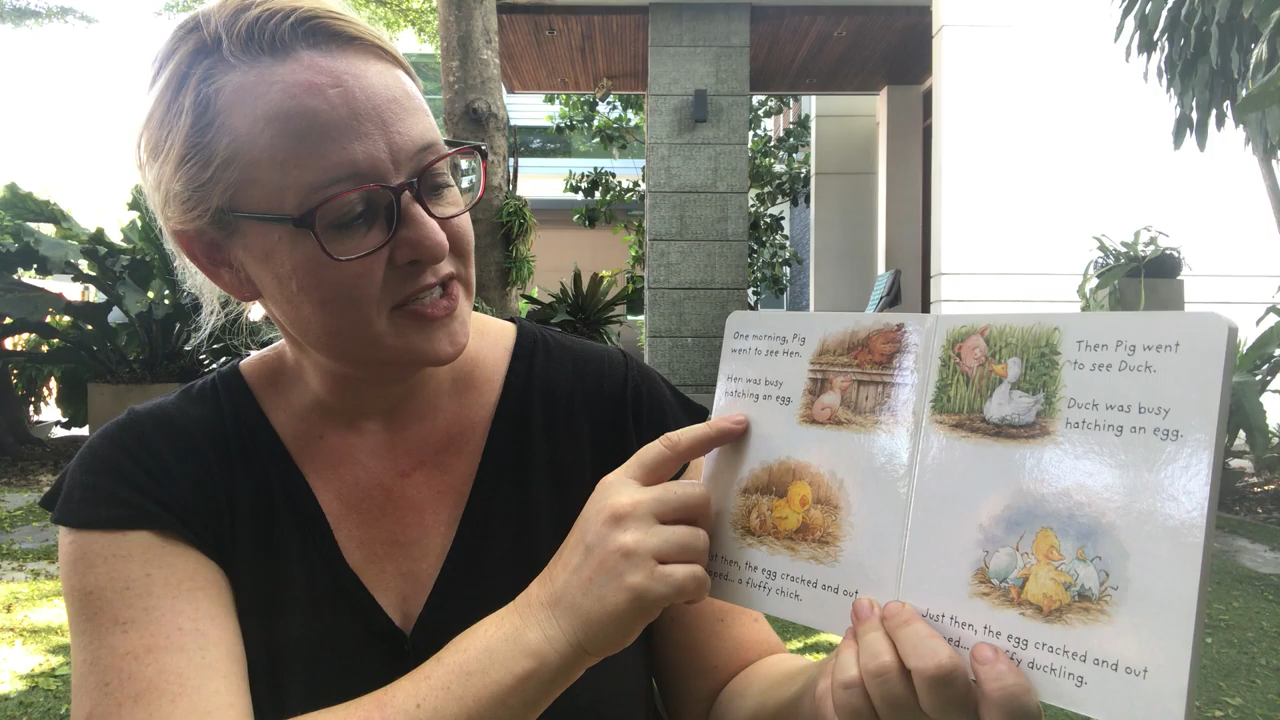 One morning, Pig
went to see Hen.
Hen was busy
hatching an egg.
then, the egg cracked and out
a fluffy chick.
Then Pig went
to see Duck.
Duck was busy
hatching an egg.
Just then, the egg cracked and out
duckling.